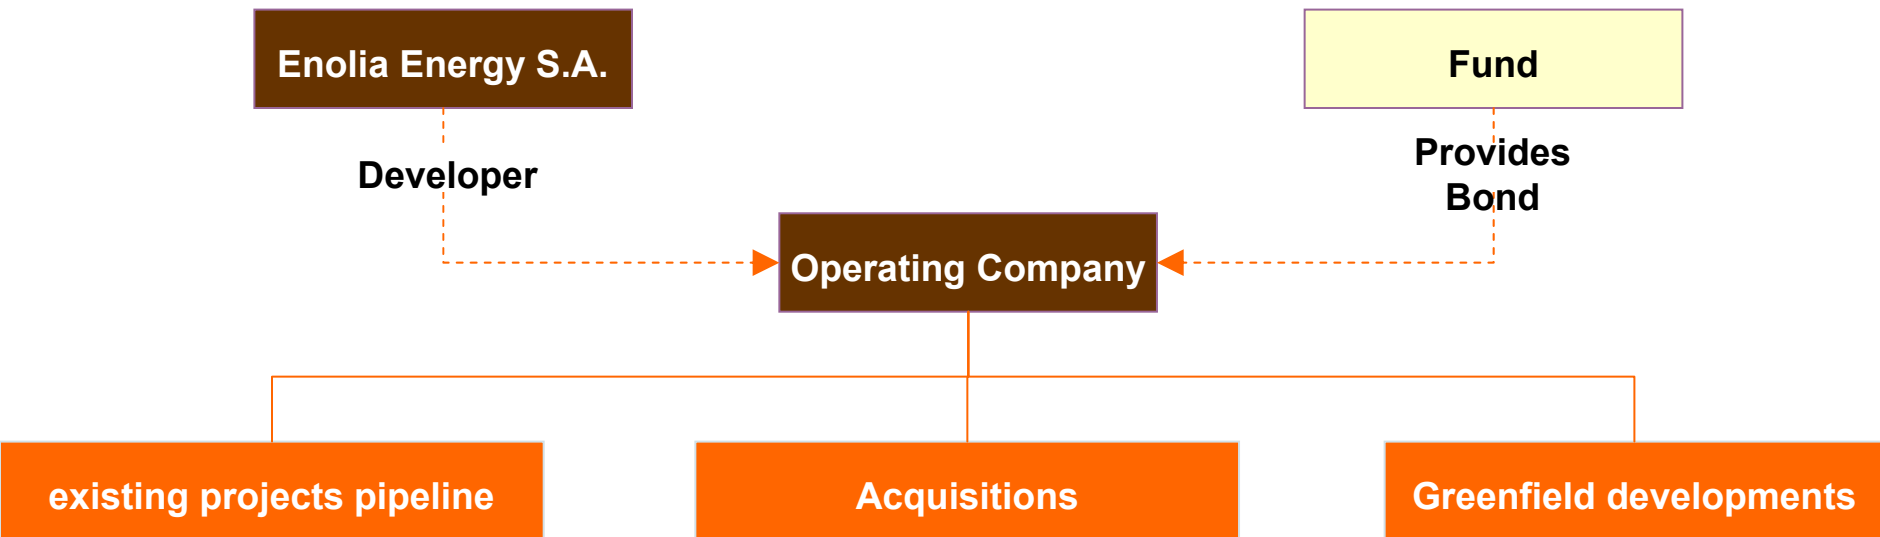 Enolia Energy S.A.
Fund
Developer
Provides
Bond
Operating Company
existing projects pipeline
Acquisitions
Greenfield developments